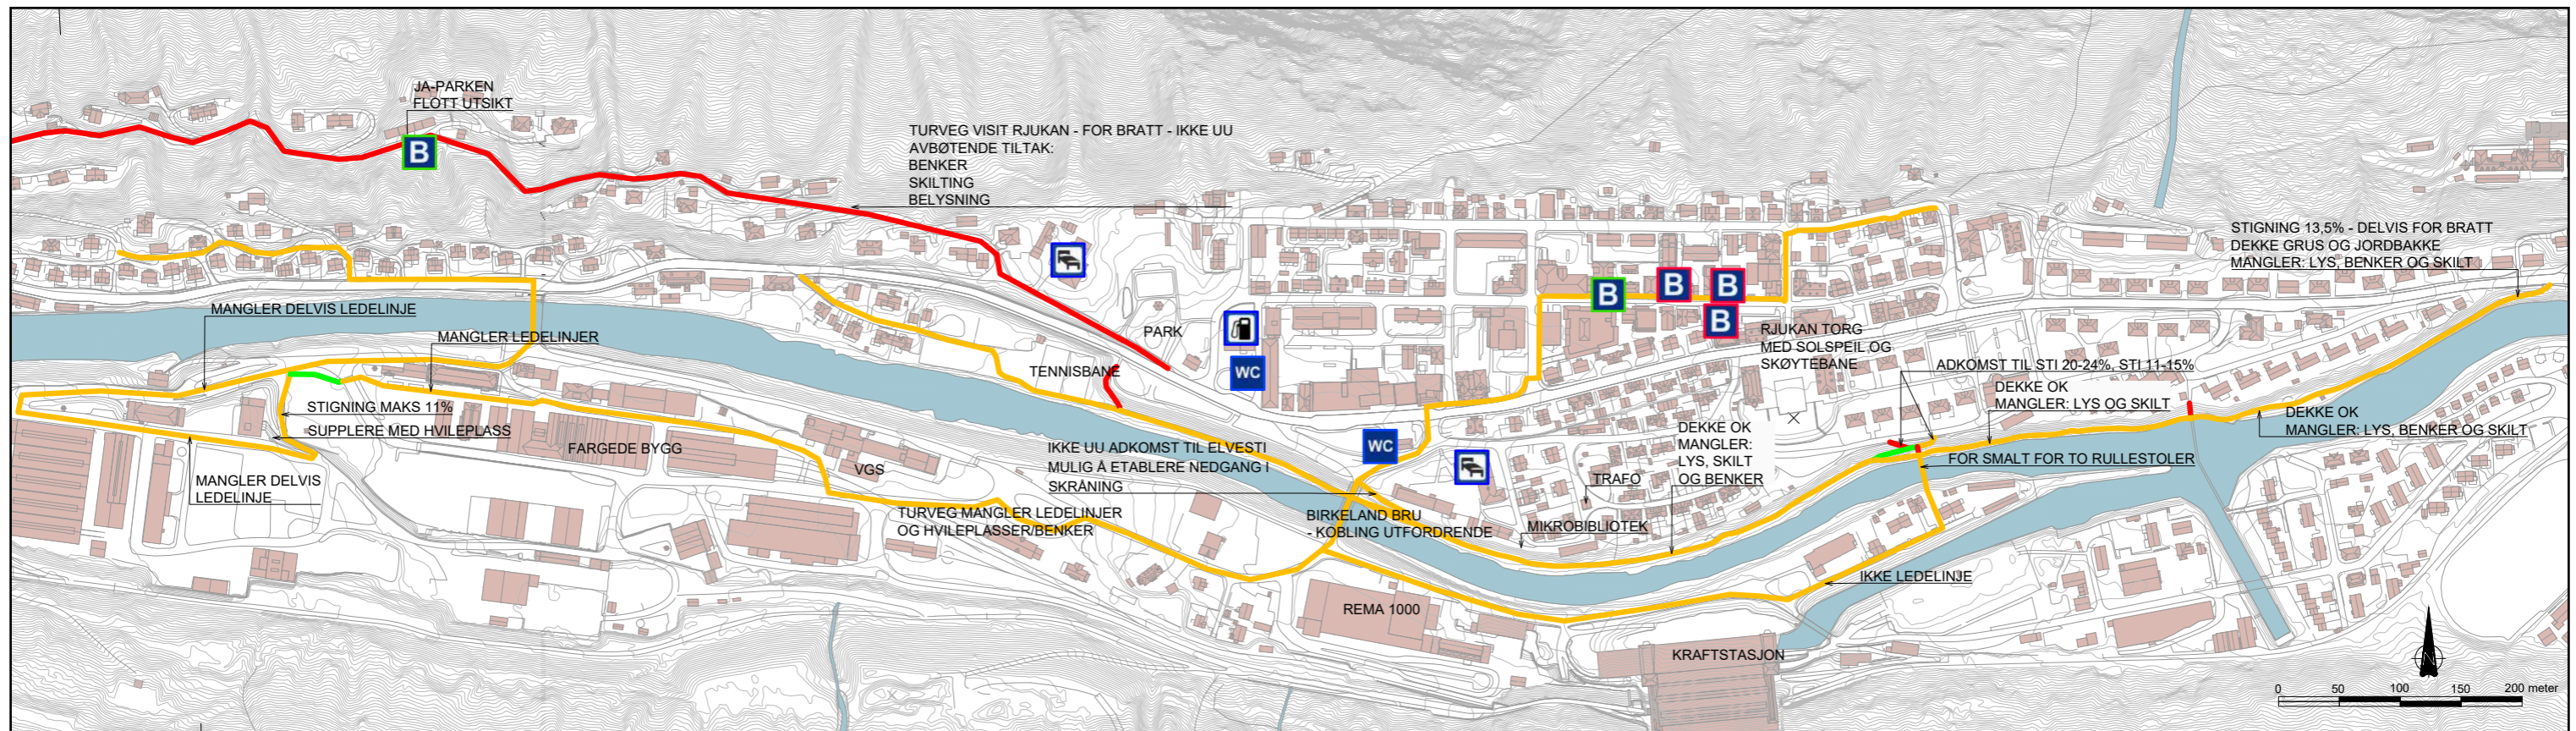 JA-PARKEN
FLOTT UTSIKT
B
TURVEG VISIT RJUKAN - FOR BRATT - IKKE UU
AVBØTENDE TILTAK:
BENKER
SKILTING
BELYSNING
STIGNING 13,5% - DELVIS FOR BRATT
DEKKE GRUS OG JORDBAKKE
MANGLER: LYS, BENKER OG SKILT
MANGLER DELVIS LEDELINJE
MANGLER LEDELINJER
PARK
WC
TENNISBANE
B
B
B
B
RJUKAN TORG
MED SOLSPEIL OG
SKØYTEBANE
ADKOMST TIL STI 20-24%, STI 11-15%
DEKKE OK
MANGLER: LYS OG SKILT
DEKKE OK
MANGLER: LYS, BENKER OG SKILT
STIGNING MAKS 11%
SUPPLERE MED HVILEPLASS
FARGEDE BYGG
VGS
MANGLER DELVIS
LEDELINJE
IKKE UU ADKOMST TIL ELVESTI
MULIG Å ETABLERE NEDGANG I
SKRÅNING
WC
DEKKE OK
MANGLER:
LYS, SKILT
OG BENKER
FOR SMALT FOR TO RULLESTOLER
TRAFO
TURVEG MANGLER LEDELINJER
OG HVILEPLASSER/BENKER
BIRKELAND BRU
- KOBLING UTFORDRENDE
MIKROBIBLIOTEK
IKKE LEDELINJE
REMA 1000
KRAFTSTASJON
N
0 50 100 150 200 meter